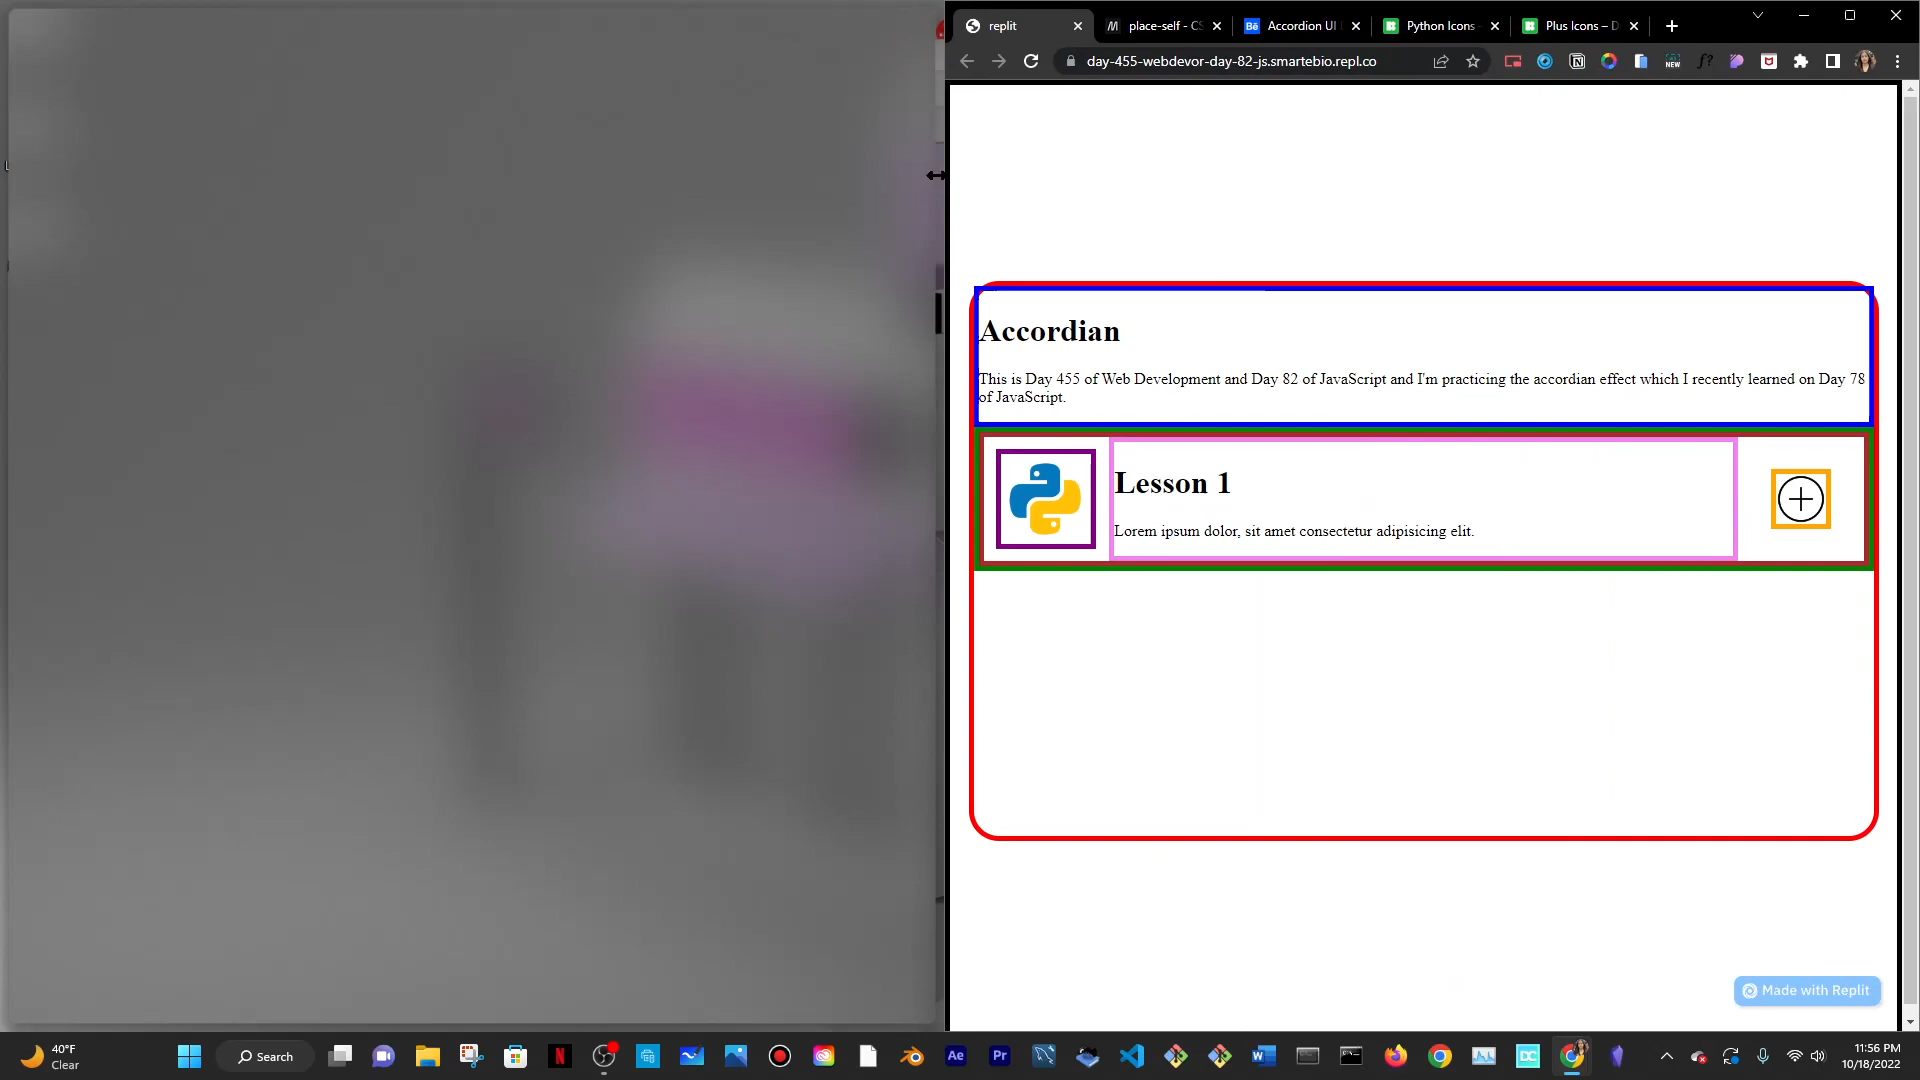 replit
place-self - CS
Accordion UI
Python Icons -
Plus Icons – D
day-455-webdevor-day-82-js.smartebio.repl.co
NEW
Accordian
This is Day 455 of Web Development and Day 82 of JavaScript and I'm practicing the accordian effect which I recently learned on Day 78
of JavaScript.
Lesson 1
Lorem ipsum dolor, sit amet consectetur adipisicing elit.
Made with Replit
40°F
Clear
Search
11:56 PM
10/18/2022